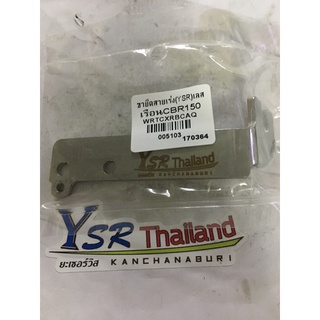 ขายึดสายเร่ง(YSR)เลส
เรือนCBR150
WRTCXRBCAQ
005103 170364
YSR Thailand
KANCHANABURI
YSR Thailand
ยะเซอร์วิส KANCHANABURI